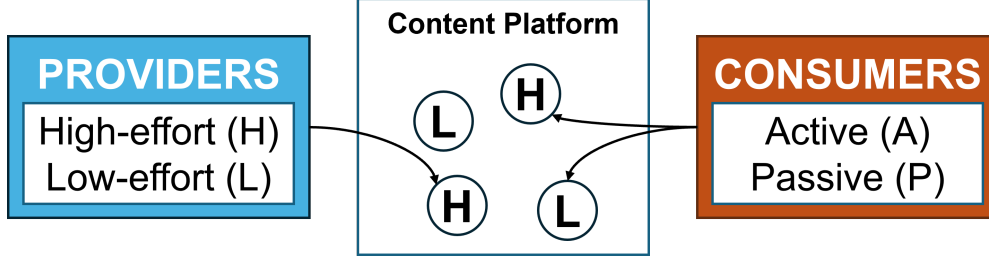 Content Platform
PROVIDERS
High-effort (H)
Low-effort (L)
H
L
H
L
CONSUMERS
Active (A)
Passive (P)